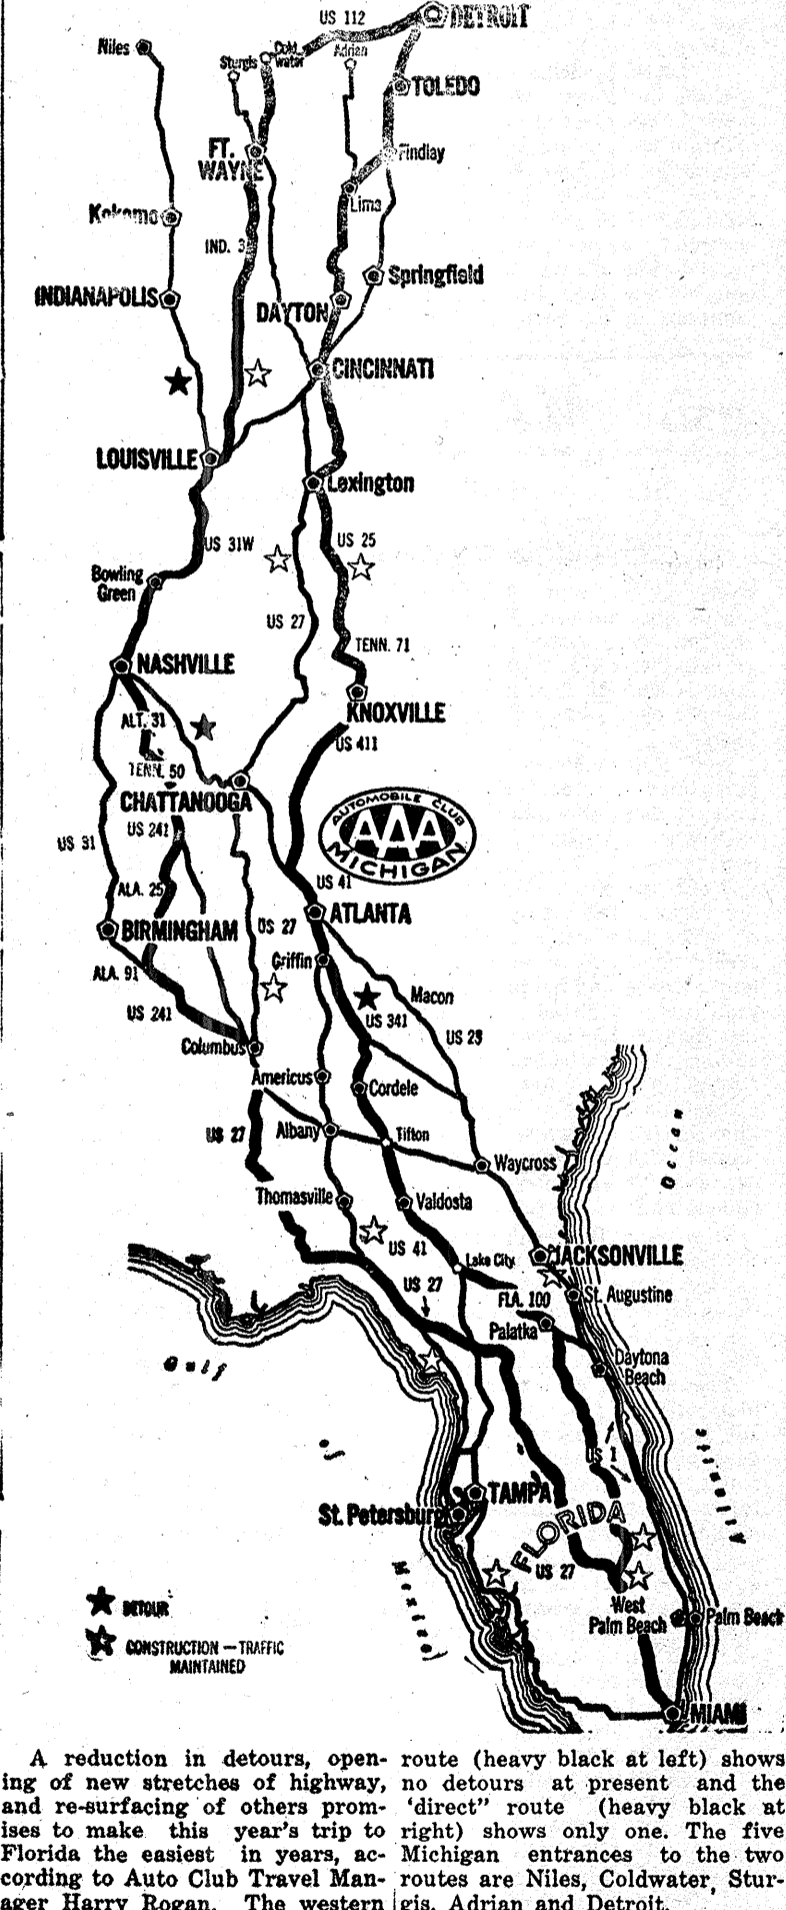 US 112
DETROIT
Niles
Sturgis
Cold
water
Adrian
TOLEDO
FT.
WAYNE
Findlay
Lima
Kokomo
IND. 3
Springfield
INDIANAPOLIS
DAYTON
CINCINNATI
LOUISVILLE
Lexington
US 31W
US 25
Bowling
Green
US 27
TENN. 71
NASHVILLE
KNOXVILLE
ALT. 31
US 411
TENN. 50
CHATTANOOGA
AUTOMOBILE CLUB
AAA
MICHIGAN
US 241
US 31
US 41
ALA. 25
ATLANTA
BIRMINGHAM
US 27
Griffin
ALA. 91
Macon
US 241
US 341
US 23
Columbus
Americus
Cordele
US 27
Albany
Tifton
Waycross
Ocean
Thomasville
Valdosta
US 41
Lake City
JACKSONVILLE
US 27
FLA. 100
St. Augustine
Palatka
Gulf
Daytona
Beach
of
US 1
Atlantic
TAMPA
St. Petersburg
FLORIDA
Mexico
US 27
DETOUR
West
Palm Beach
Palm Beach
CONSTRUCTION — TRAFFIC
MAINTAINED
MIAMI
A reduction in detours, open-
ing of new stretches of highway,
and re-surfacing of others prom-
ises to make this year's trip to
Florida the easiest in years, ac-
cording to Auto Club Travel Man-
ager Harry Rogan. The western
route (heavy black at left) shows
no detours at present and the
'direct" route (heavy black at
right) shows only one. The five
Michigan entrances to the two
routes are Niles, Coldwater, Stur-
gis, Adrian and Detroit.